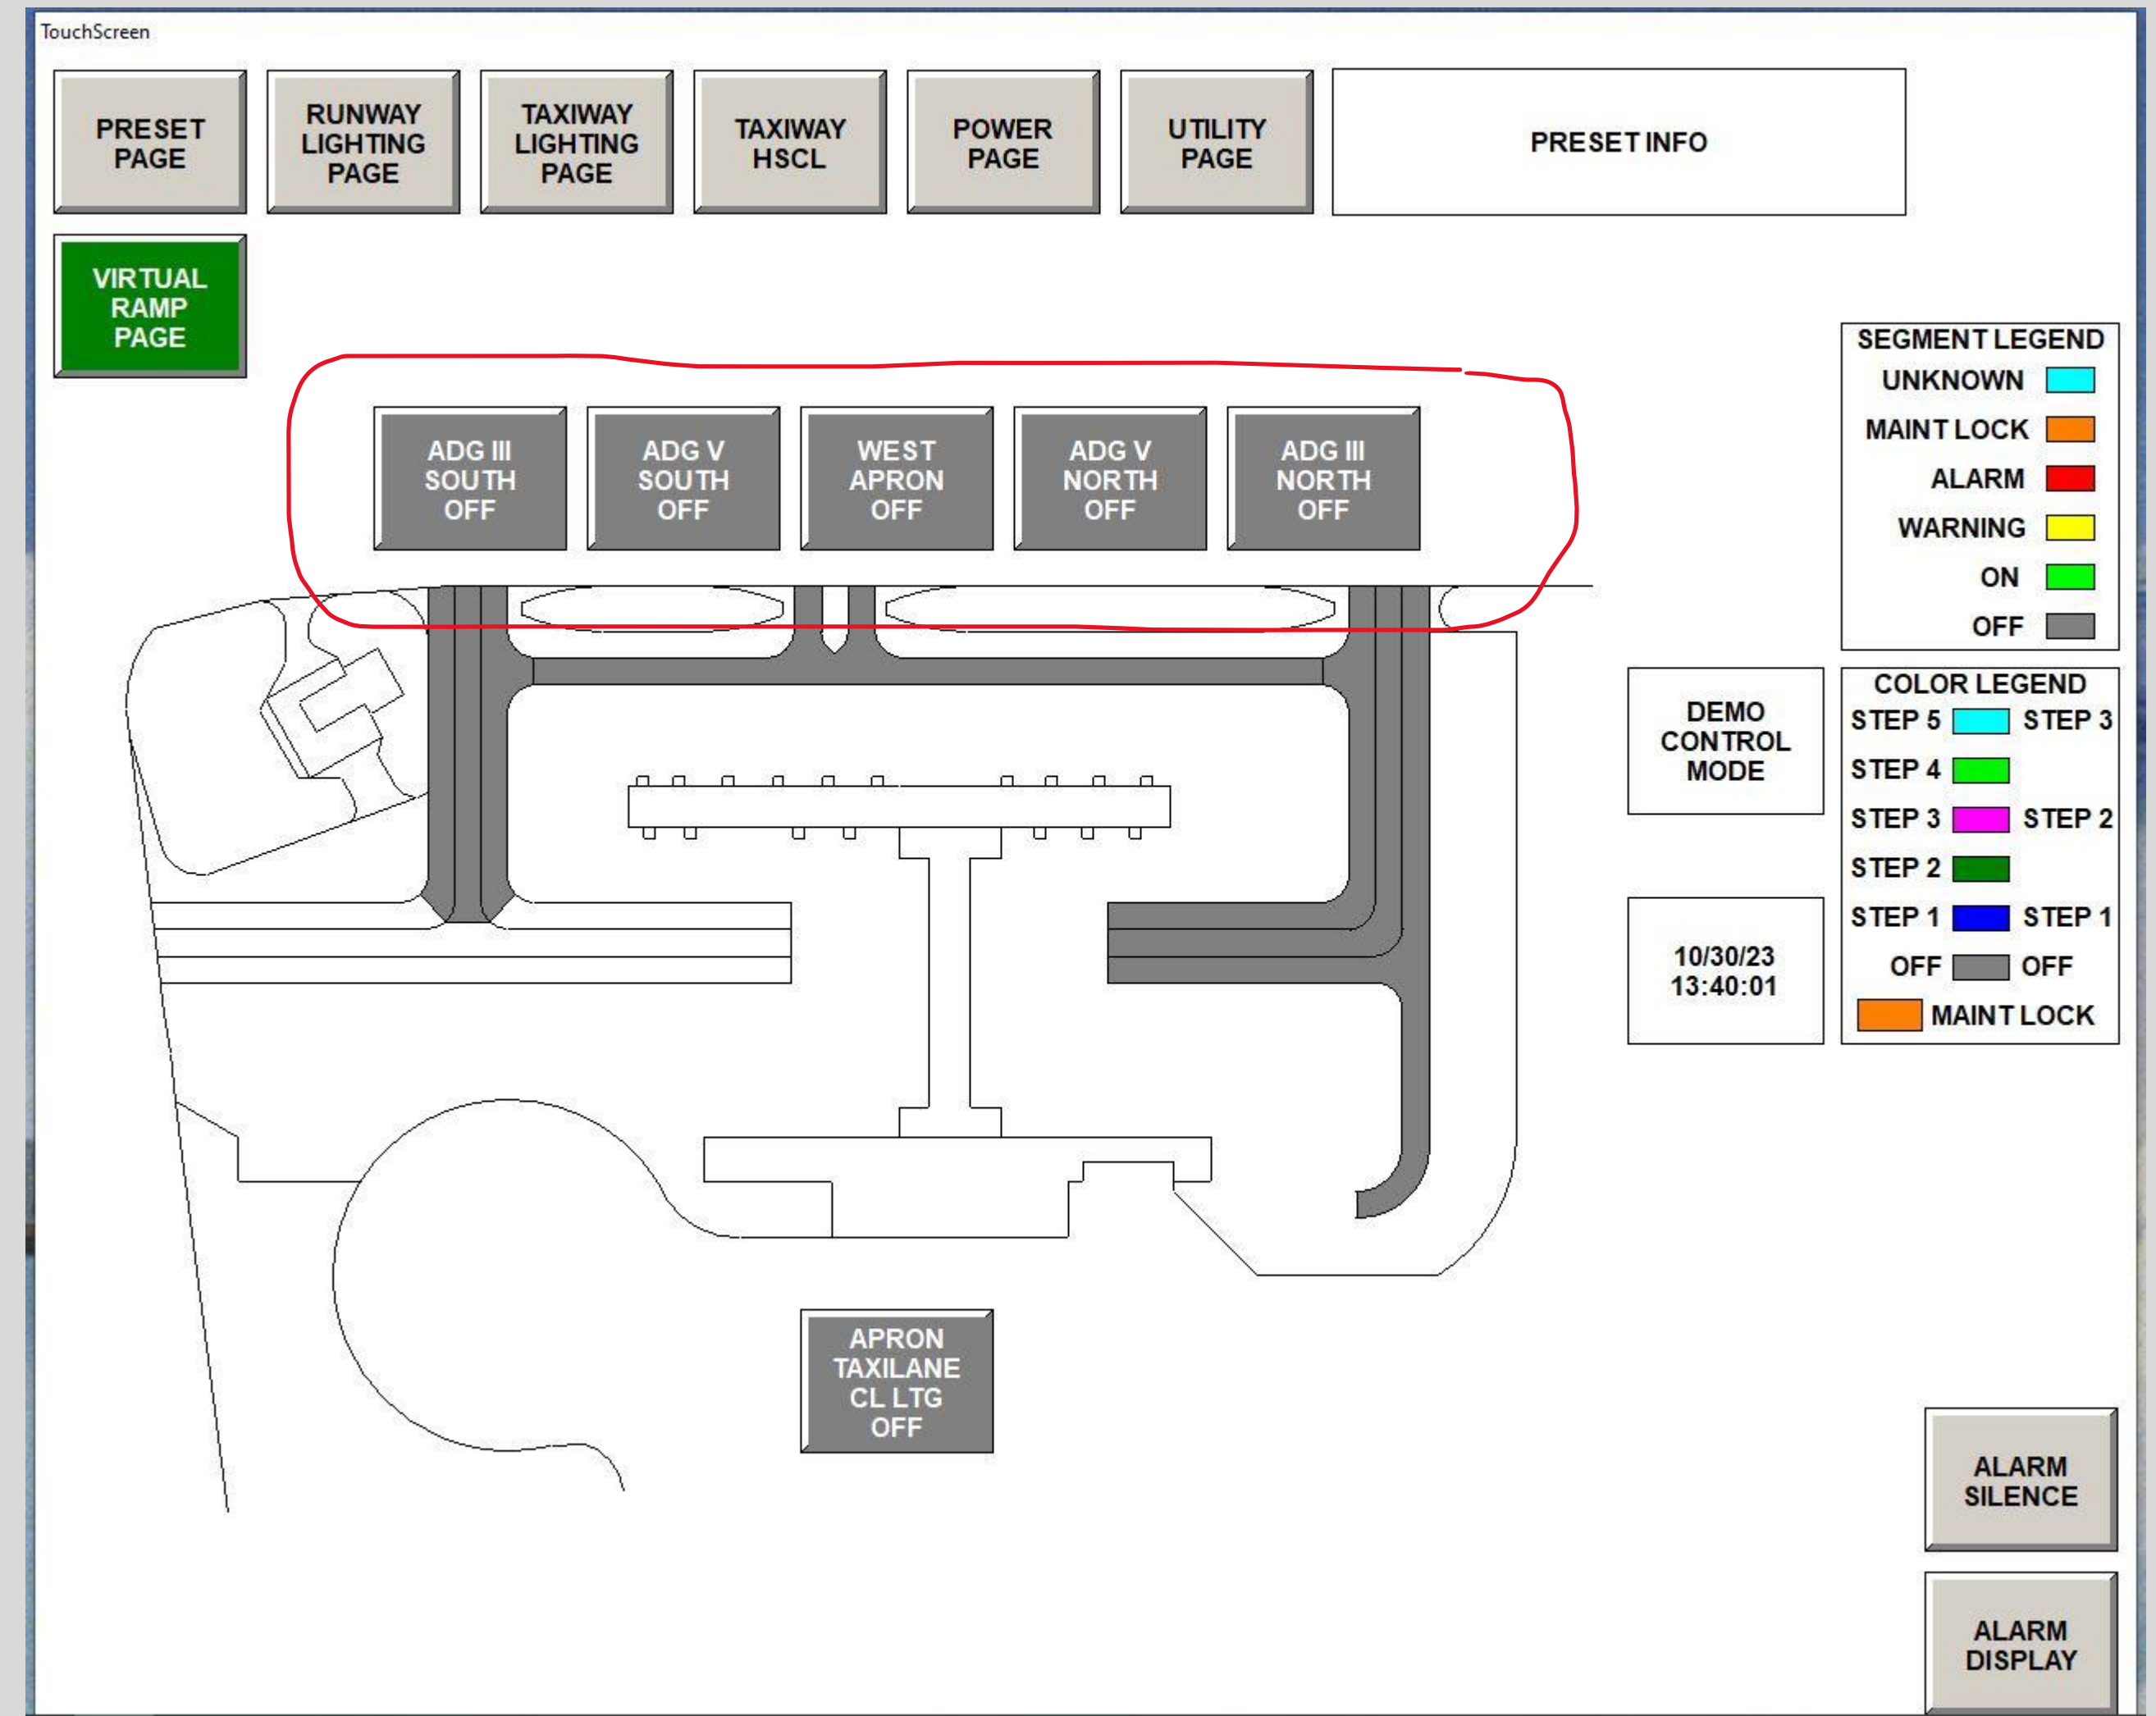 TouchScreen
PRESET
PAGE
RUNWAY
LIGHTING
PAGE
TAXIWAY
LIGHTING
PAGE
TAXIWAY
HSCL
POWER
PAGE
UTILITY
PAGE
PRESET INFO
VIRTUAL
RAMP
PAGE
ADG III
SOUTH
OFF
ADG V
SOUTH
OFF
WEST
APRON
OFF
ADG V
NORTH
OFF
ADG III
NORTH
OFF
SEGMENT LEGEND
UNKNOWN
MAINT LOCK
ALARM
WARNING
ON
OFF
DEMO
CONTROL
MODE
COLOR LEGEND
STEP 5 STEP 3
STEP 4
STEP 3 STEP 2
STEP 2
STEP 1 STEP 1
OFF OFF
MAINT LOCK
10/30/23
13:40:01
APRON
TAXILANE
CL LTG
OFF
ALARM
SILENCE
ALARM
DISPLAY